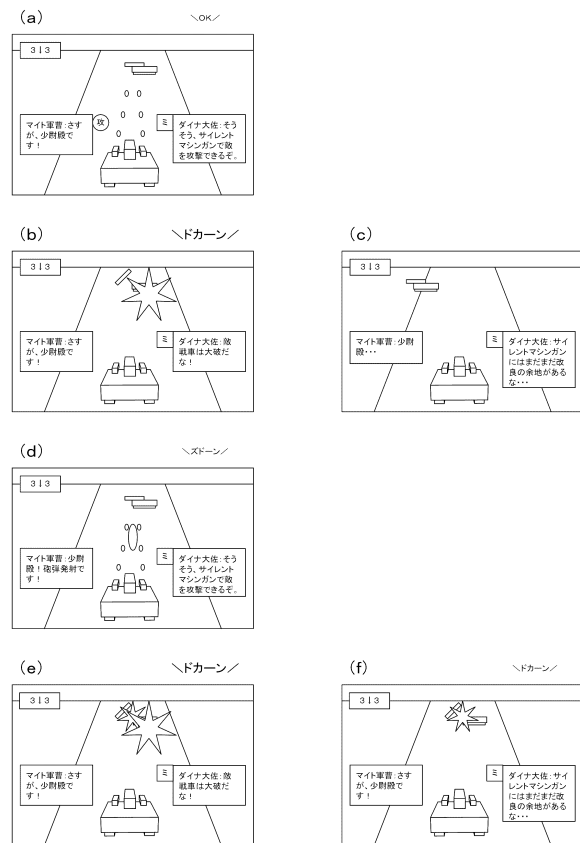 (a)
＼OK／
3↓3
マイト軍曹：さす
が、少尉殿で
す！
攻
ミ
ダイナ大佐：そう
そう、サイレント
マシンガンで敵
を攻撃できるぞ。
(b)
＼ドカーン／
3↓3
マイト軍曹：さす
が、少尉殿で
す！
ミ
ダイナ大佐：敵
戦車は大破だ
な！
(c)
3↓3
マイト軍曹：少尉
殿・・・
ミ
ダイナ大佐：サイ
レントマシンガン
にはまだまだ改
良の余地がある
な・・・
(d)
＼ズドーン／
3↓3
マイト軍曹：少尉
殿！砲弾発射で
す！
ミ
ダイナ大佐：そう
そう、サイレント
マシンガンで敵
を攻撃できるぞ。
(e)
＼ドカーン／
3↓3
マイト軍曹：さす
が、少尉殿で
す！
ミ
ダイナ大佐：敵
戦車は大破だ
な！
(f)
＼ドカーン／
3↓3
マイト軍曹：さす
が、少尉殿で
す！
ミ
ダイナ大佐：サイ
レントマシンガン
にはまだまだ改
良の余地がある
な・・・